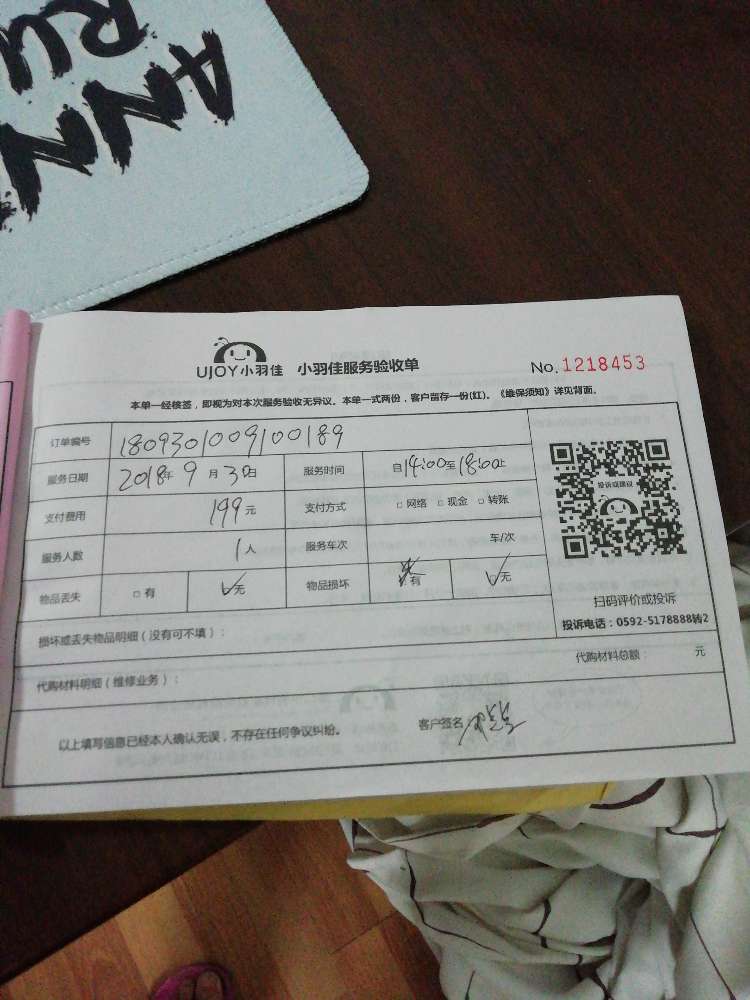 ANN
RU
UJOY小羽佳 小羽佳服务验收单 No.1218453
本单一经核签，即视为对本次服务验收无异议。本单一式两份，客户留存一份(红)。《维保须知》详见背面。
订单编号 1809301009100189
服务日期 2018年 9 月 30日 服务时间 自14:00至18:00止
支付费用 199元 支付方式 □网络 □现金 □转账
服务人数 1人 服务车次 车/次
物品丢失 □有 ✓无 物品损坏 有 ✓无
投诉或建议
扫码评价或投诉
投诉电话：0592-5178888转2
损坏或丢失物品明细（没有可不填）：
代购材料明细（维修业务）： 代购材料总额： 元
以上填写信息已经本人确认无误，不存在任何争议纠纷。 客户签名